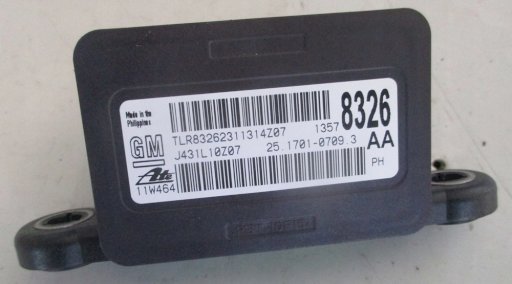 Made in the
Philippines
GM
TLR83262311314Z07
1357
8326
J431L10Z07
25.1701-0709.3
AA
Ate
11W464
PH